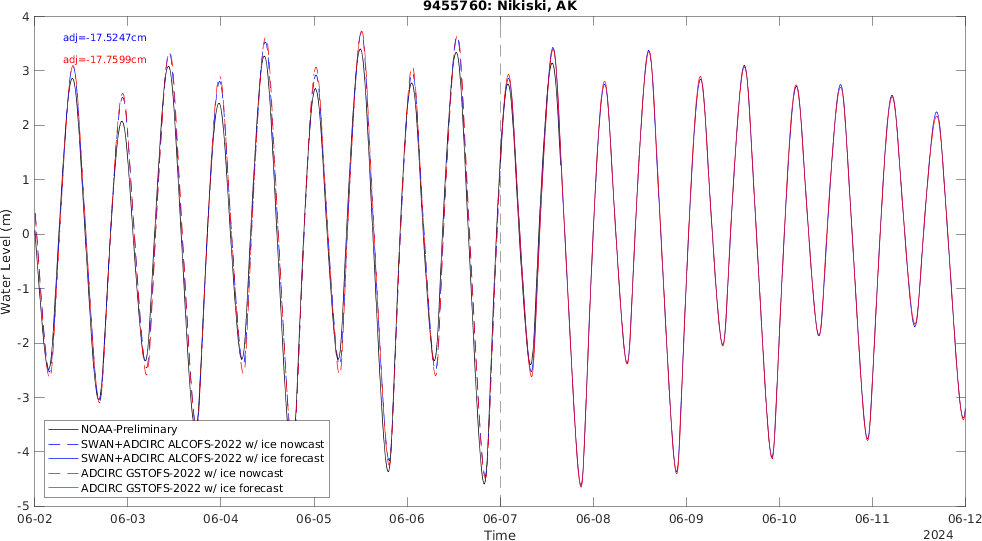 9455760: Nikiski, AK
adj=-17.5247cm
adj=-17.7599cm
4
3
2
1
0
-1
-2
-3
-4
-5
Water Level (m)
NOAA-Preliminary
SWAN+ADCIRC ALCOFS-2022 w/ ice nowcast
SWAN+ADCIRC ALCOFS-2022 w/ ice forecast
ADCIRC GSTOFS-2022 w/ ice nowcast
ADCIRC GSTOFS-2022 w/ ice forecast
06-02 06-03 06-04 06-05 06-06 06-07 06-08 06-09 06-10 06-11 06-12
Time
2024